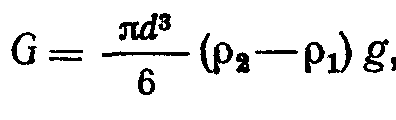 G = πd³/6 (ρ₂—ρ₁) g,